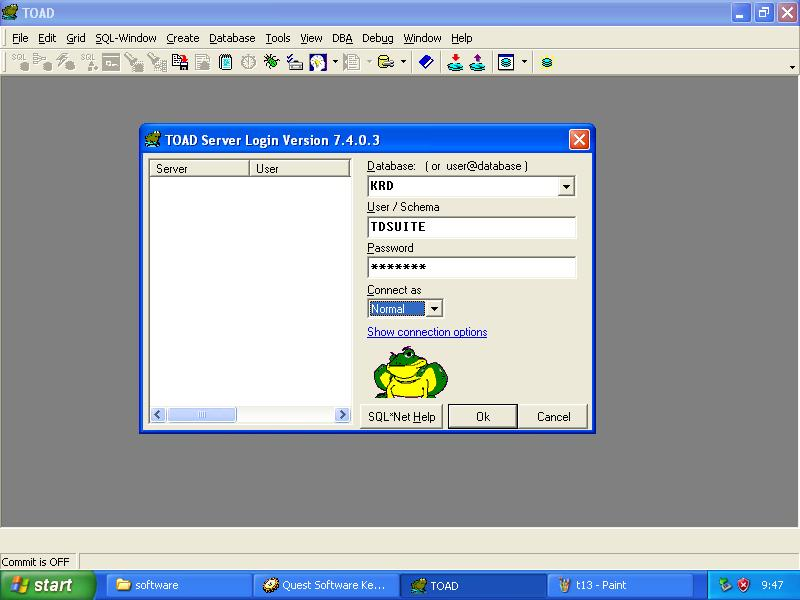 TOAD
File Edit Grid SQL-Window Create Database Tools View DBA Debug Window Help
TOAD Server Login Version 7.4.0.3
Server User
Database: ( or user@database )
KRD
User / Schema
TDSUITE
Password
*******
Connect as
Normal
Show connection options
SQL*Net Help Ok Cancel
Commit is OFF
start software Quest Software Ke... TOAD t13 - Paint 9:47